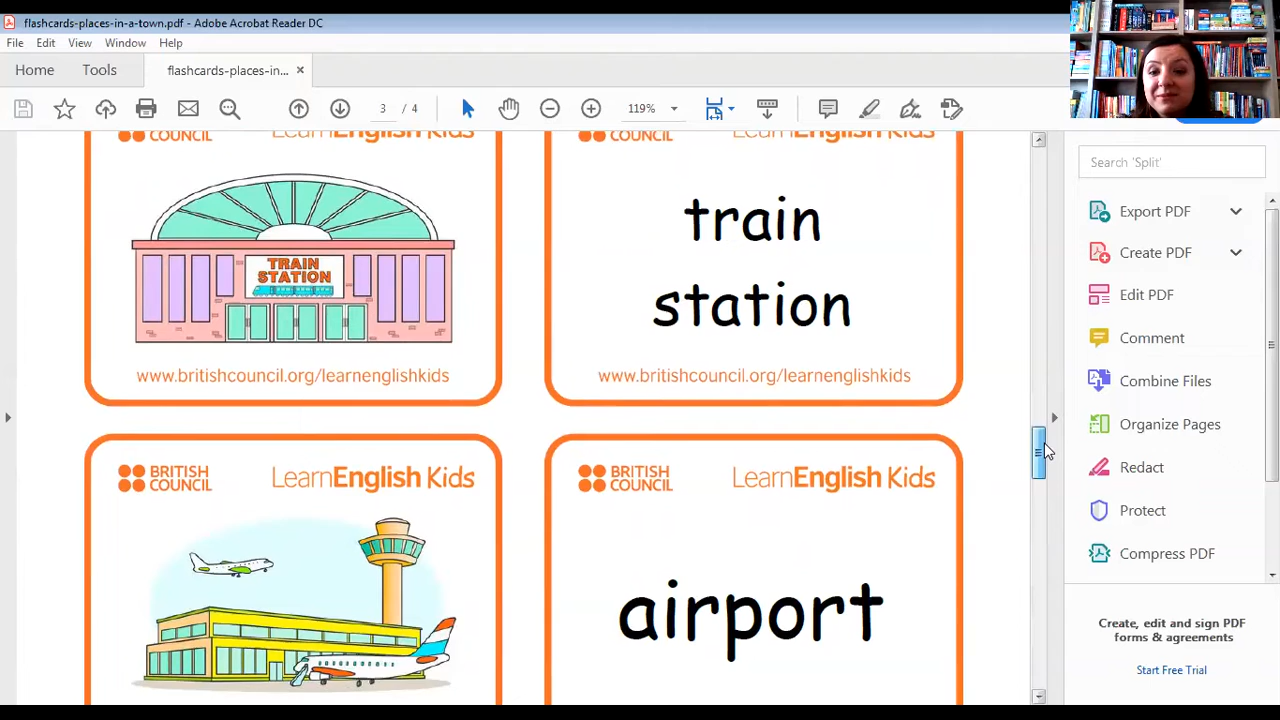 flashcards-places-in-a-town.pdf - Adobe Acrobat Reader DC
File Edit View Window Help
Home Tools flashcards-places-in-... ×
3 / 4 119%
Search 'Split'
COUNCIL LearnEnglish Kids
COUNCIL LearnEnglish Kids
TRAIN
STATION
www.britishcouncil.org/learnenglishkids
train
station
www.britishcouncil.org/learnenglishkids
BRITISH
COUNCIL
LearnEnglish Kids
BRITISH
COUNCIL
LearnEnglish Kids
airport
Export PDF
Create PDF
Edit PDF
Comment
Combine Files
Organize Pages
Redact
Protect
Compress PDF
Create, edit and sign PDF
forms & agreements
Start Free Trial